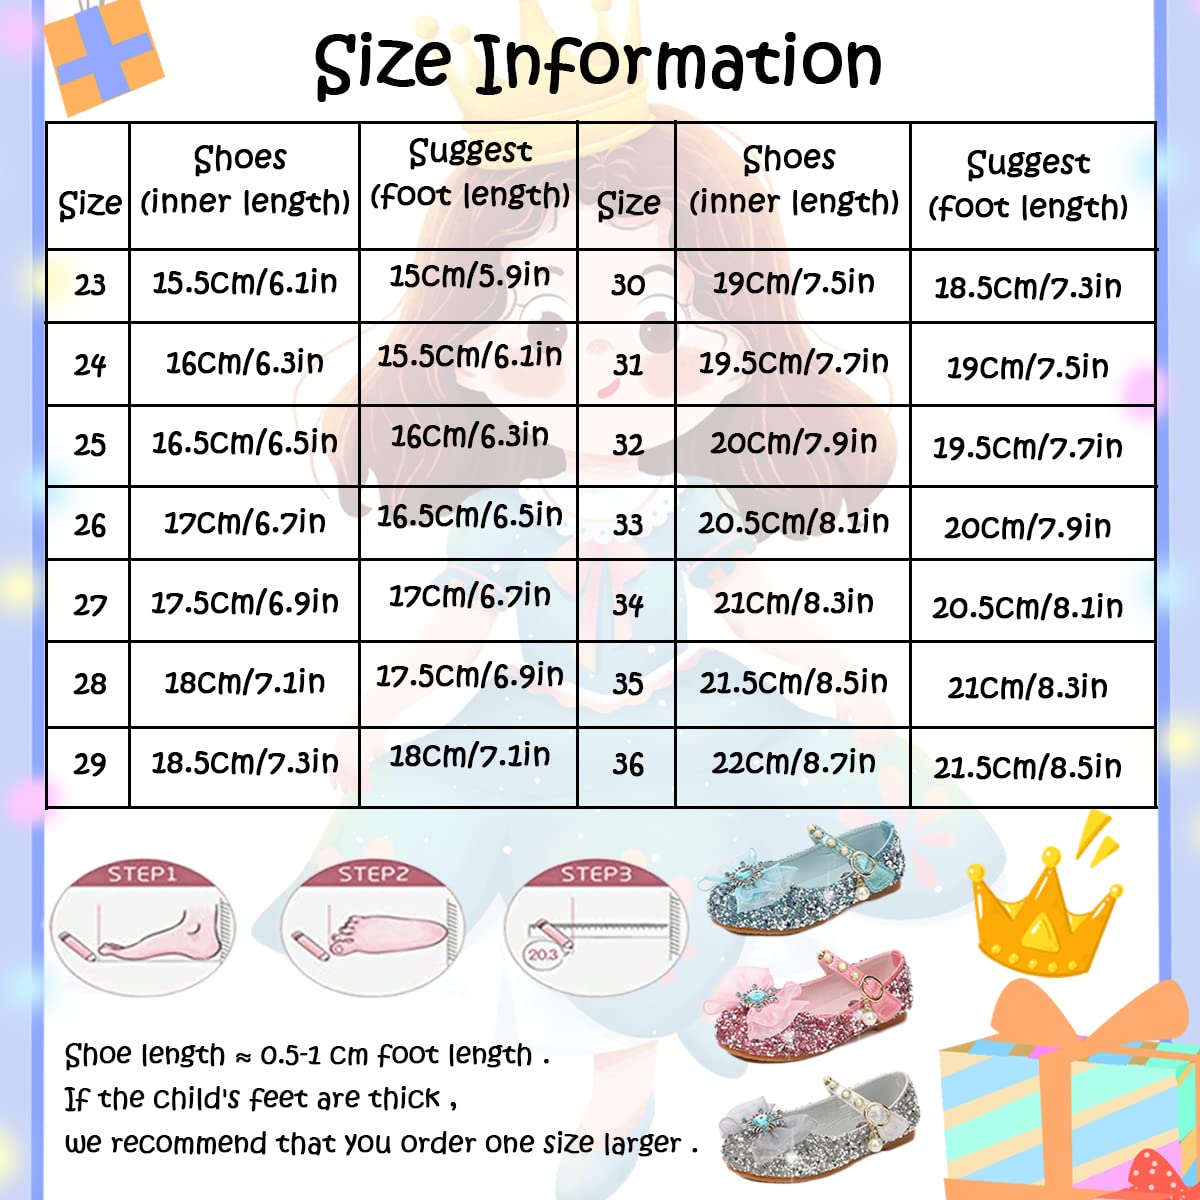 Size Information
Size Shoes (inner length) Suggest (foot length) Size Shoes (inner length) Suggest (foot length)
23 15.5cm/6.1in 15cm/5.9in 30 19cm/7.5in 18.5cm/7.3in
24 16cm/6.3in 15.5cm/6.1in 31 19.5cm/7.7in 19cm/7.5in
25 16.5cm/6.5in 16cm/6.3in 32 20cm/7.9in 19.5cm/7.7in
26 17cm/6.7in 16.5cm/6.5in 33 20.5cm/8.1in 20cm/7.9in
27 17.5cm/6.9in 17cm/6.7in 34 21cm/8.3in 20.5cm/8.1in
28 18cm/7.1in 17.5cm/6.9in 35 21.5cm/8.5in 21cm/8.3in
29 18.5cm/7.3in 18cm/7.1in 36 22cm/8.7in 21.5cm/8.5in
STEP1 STEP2 STEP3
20.3
Shoe length ≈ 0.5-1 cm foot length .
If the child's feet are thick ,
we recommend that you order one size larger .